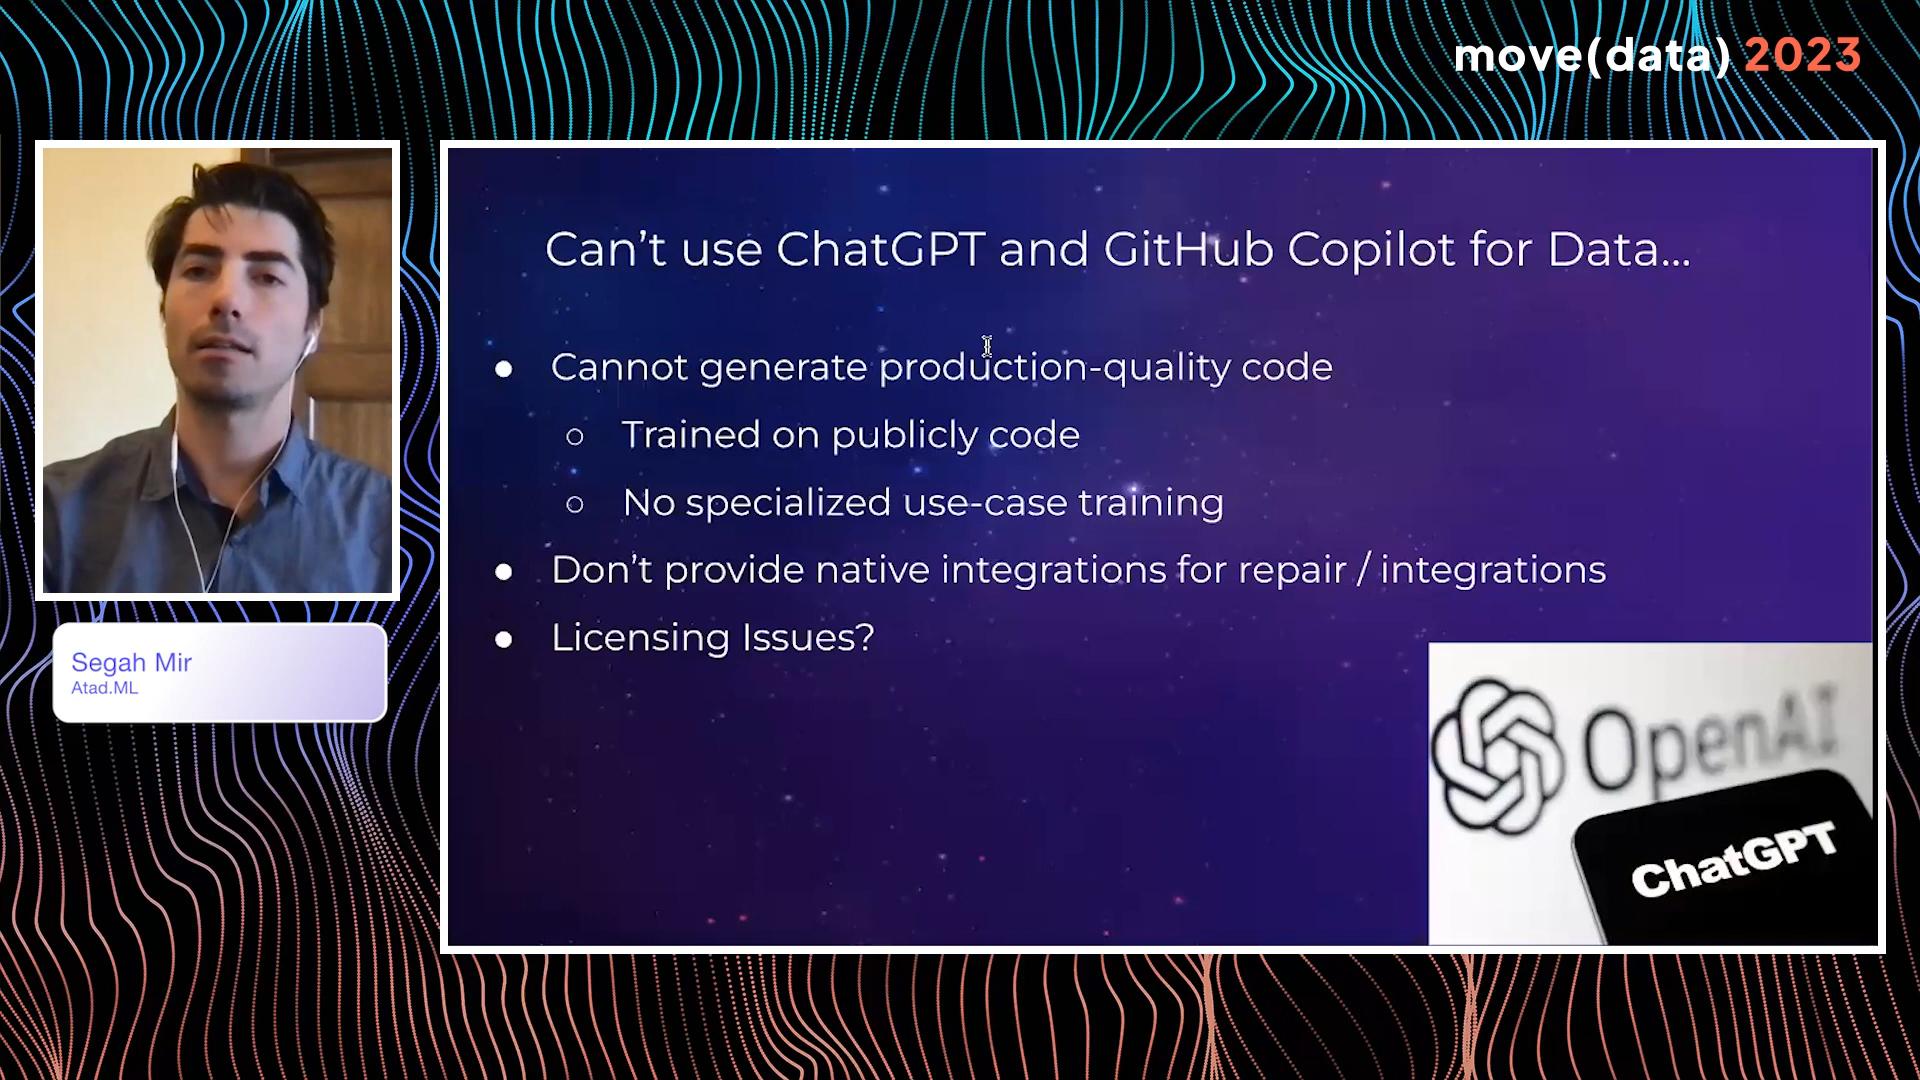 move(data) 2023
Can’t use ChatGPT and GitHub Copilot for Data...
● Cannot generate production-quality code
○ Trained on publicly code
○ No specialized use-case training
● Don’t provide native integrations for repair / integrations
● Licensing Issues?
Segah Mir
Atad.ML
OpenAI
ChatGPT